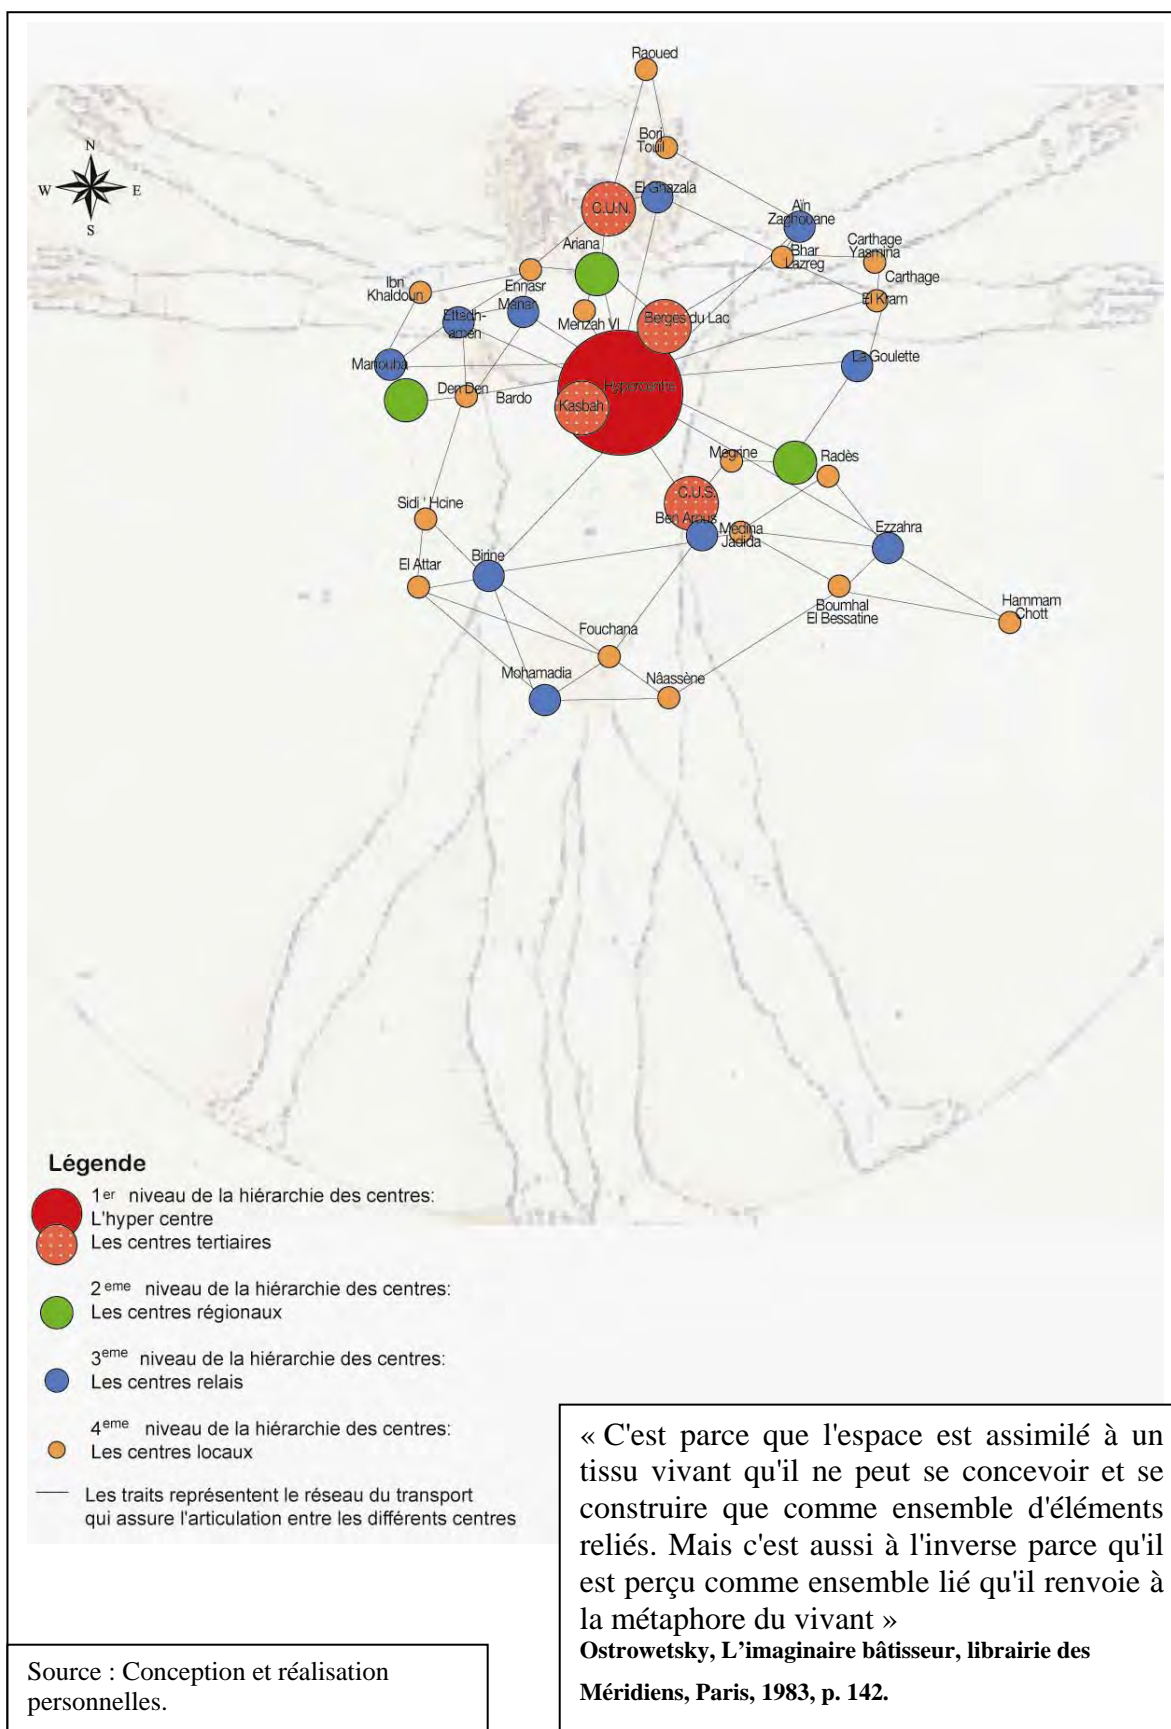 Raoued
Borj
Touil
N
W E
S
El Ghazala
C.U.N.
Aïn
Zaghouane
Ariana
Bhar
Lazreg
Carthage
Yasmina
Carthage
Ennasr
Ibn
Khaldoun
El Kram
Manar
Ettadh-
amen
Menzah VI
Berges du Lac
Manouba
La Goulette
Hypercentre
Den Den
Bardo
Kasbah
Megrine
Radès
C.U.S.
Sidi ' Hcine
Ben Arous
Medina
Jadida
Ezzahra
Birine
El Attar
Boumhal
El Bessatine
Hammam
Chott
Fouchana
Mohamadia
Nâassène
Légende
1er niveau de la hiérarchie des centres:
L'hyper centre
Les centres tertiaires
2eme niveau de la hiérarchie des centres:
Les centres régionaux
3eme niveau de la hiérarchie des centres:
Les centres relais
4eme niveau de la hiérarchie des centres:
Les centres locaux
Les traits représentent le réseau du transport
qui assure l'articulation entre les différents centres
« C'est parce que l'espace est assimilé à un
tissu vivant qu'il ne peut se concevoir et se
construire que comme ensemble d'éléments
reliés. Mais c'est aussi à l'inverse parce qu'il
est perçu comme ensemble lié qu'il renvoie à
la métaphore du vivant »
Ostrowetsky, L'imaginaire bâtisseur, librairie des
Méridiens, Paris, 1983, p. 142.
Source : Conception et réalisation
personnelles.